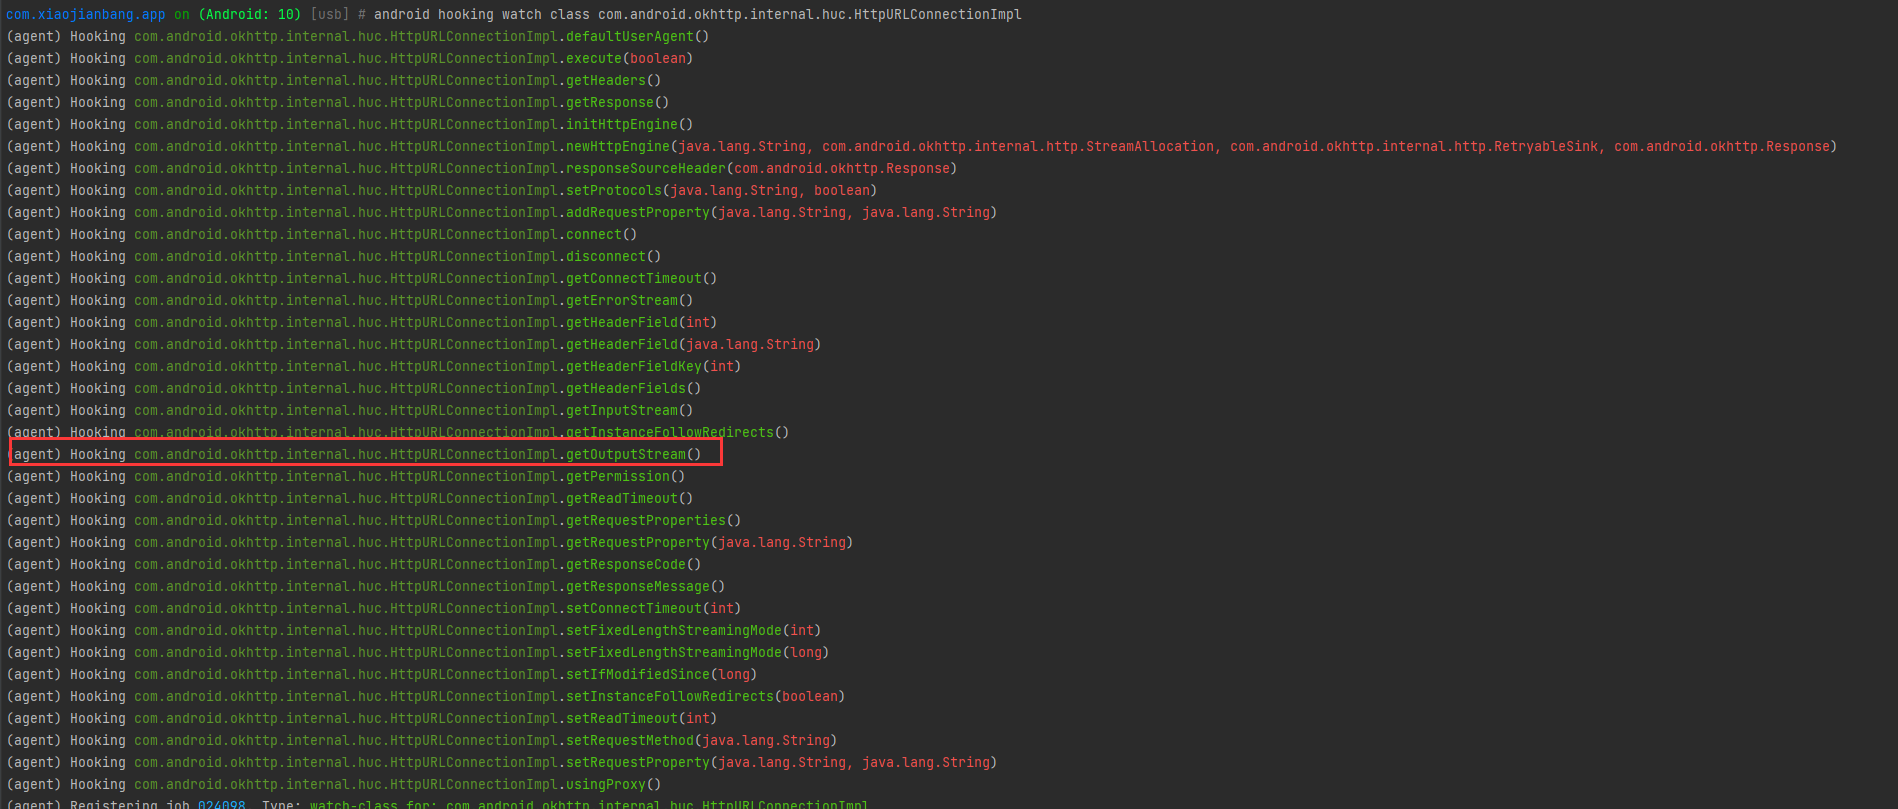 com.xiaojianbang.app on (Android: 10) [usb] # android hooking watch class com.android.okhttp.internal.huc.HttpURLConnectionImpl
(agent) Hooking com.android.okhttp.internal.huc.HttpURLConnectionImpl.defaultUserAgent()
(agent) Hooking com.android.okhttp.internal.huc.HttpURLConnectionImpl.execute(boolean)
(agent) Hooking com.android.okhttp.internal.huc.HttpURLConnectionImpl.getHeaders()
(agent) Hooking com.android.okhttp.internal.huc.HttpURLConnectionImpl.getResponse()
(agent) Hooking com.android.okhttp.internal.huc.HttpURLConnectionImpl.initHttpEngine()
(agent) Hooking com.android.okhttp.internal.huc.HttpURLConnectionImpl.newHttpEngine(java.lang.String, com.android.okhttp.internal.http.StreamAllocation, com.android.okhttp.internal.http.RetryableSink, com.android.okhttp.Response)
(agent) Hooking com.android.okhttp.internal.huc.HttpURLConnectionImpl.responseSourceHeader(com.android.okhttp.Response)
(agent) Hooking com.android.okhttp.internal.huc.HttpURLConnectionImpl.setProtocols(java.lang.String, boolean)
(agent) Hooking com.android.okhttp.internal.huc.HttpURLConnectionImpl.addRequestProperty(java.lang.String, java.lang.String)
(agent) Hooking com.android.okhttp.internal.huc.HttpURLConnectionImpl.connect()
(agent) Hooking com.android.okhttp.internal.huc.HttpURLConnectionImpl.disconnect()
(agent) Hooking com.android.okhttp.internal.huc.HttpURLConnectionImpl.getConnectTimeout()
(agent) Hooking com.android.okhttp.internal.huc.HttpURLConnectionImpl.getErrorStream()
(agent) Hooking com.android.okhttp.internal.huc.HttpURLConnectionImpl.getHeaderField(int)
(agent) Hooking com.android.okhttp.internal.huc.HttpURLConnectionImpl.getHeaderField(java.lang.String)
(agent) Hooking com.android.okhttp.internal.huc.HttpURLConnectionImpl.getHeaderFieldKey(int)
(agent) Hooking com.android.okhttp.internal.huc.HttpURLConnectionImpl.getHeaderFields()
(agent) Hooking com.android.okhttp.internal.huc.HttpURLConnectionImpl.getInputStream()
(agent) Hooking com.android.okhttp.internal.huc.HttpURLConnectionImpl.getInstanceFollowRedirects()
(agent) Hooking com.android.okhttp.internal.huc.HttpURLConnectionImpl.getOutputStream()
(agent) Hooking com.android.okhttp.internal.huc.HttpURLConnectionImpl.getPermission()
(agent) Hooking com.android.okhttp.internal.huc.HttpURLConnectionImpl.getReadTimeout()
(agent) Hooking com.android.okhttp.internal.huc.HttpURLConnectionImpl.getRequestProperties()
(agent) Hooking com.android.okhttp.internal.huc.HttpURLConnectionImpl.getRequestProperty(java.lang.String)
(agent) Hooking com.android.okhttp.internal.huc.HttpURLConnectionImpl.getResponseCode()
(agent) Hooking com.android.okhttp.internal.huc.HttpURLConnectionImpl.getResponseMessage()
(agent) Hooking com.android.okhttp.internal.huc.HttpURLConnectionImpl.setConnectTimeout(int)
(agent) Hooking com.android.okhttp.internal.huc.HttpURLConnectionImpl.setFixedLengthStreamingMode(int)
(agent) Hooking com.android.okhttp.internal.huc.HttpURLConnectionImpl.setFixedLengthStreamingMode(long)
(agent) Hooking com.android.okhttp.internal.huc.HttpURLConnectionImpl.setIfModifiedSince(long)
(agent) Hooking com.android.okhttp.internal.huc.HttpURLConnectionImpl.setInstanceFollowRedirects(boolean)
(agent) Hooking com.android.okhttp.internal.huc.HttpURLConnectionImpl.setReadTimeout(int)
(agent) Hooking com.android.okhttp.internal.huc.HttpURLConnectionImpl.setRequestMethod(java.lang.String)
(agent) Hooking com.android.okhttp.internal.huc.HttpURLConnectionImpl.setRequestProperty(java.lang.String, java.lang.String)
(agent) Hooking com.android.okhttp.internal.huc.HttpURLConnectionImpl.usingProxy()
(agent) Registering job 024098. Type: watch-class for: com.android.okhttp.internal.huc.HttpURLConnectionImpl